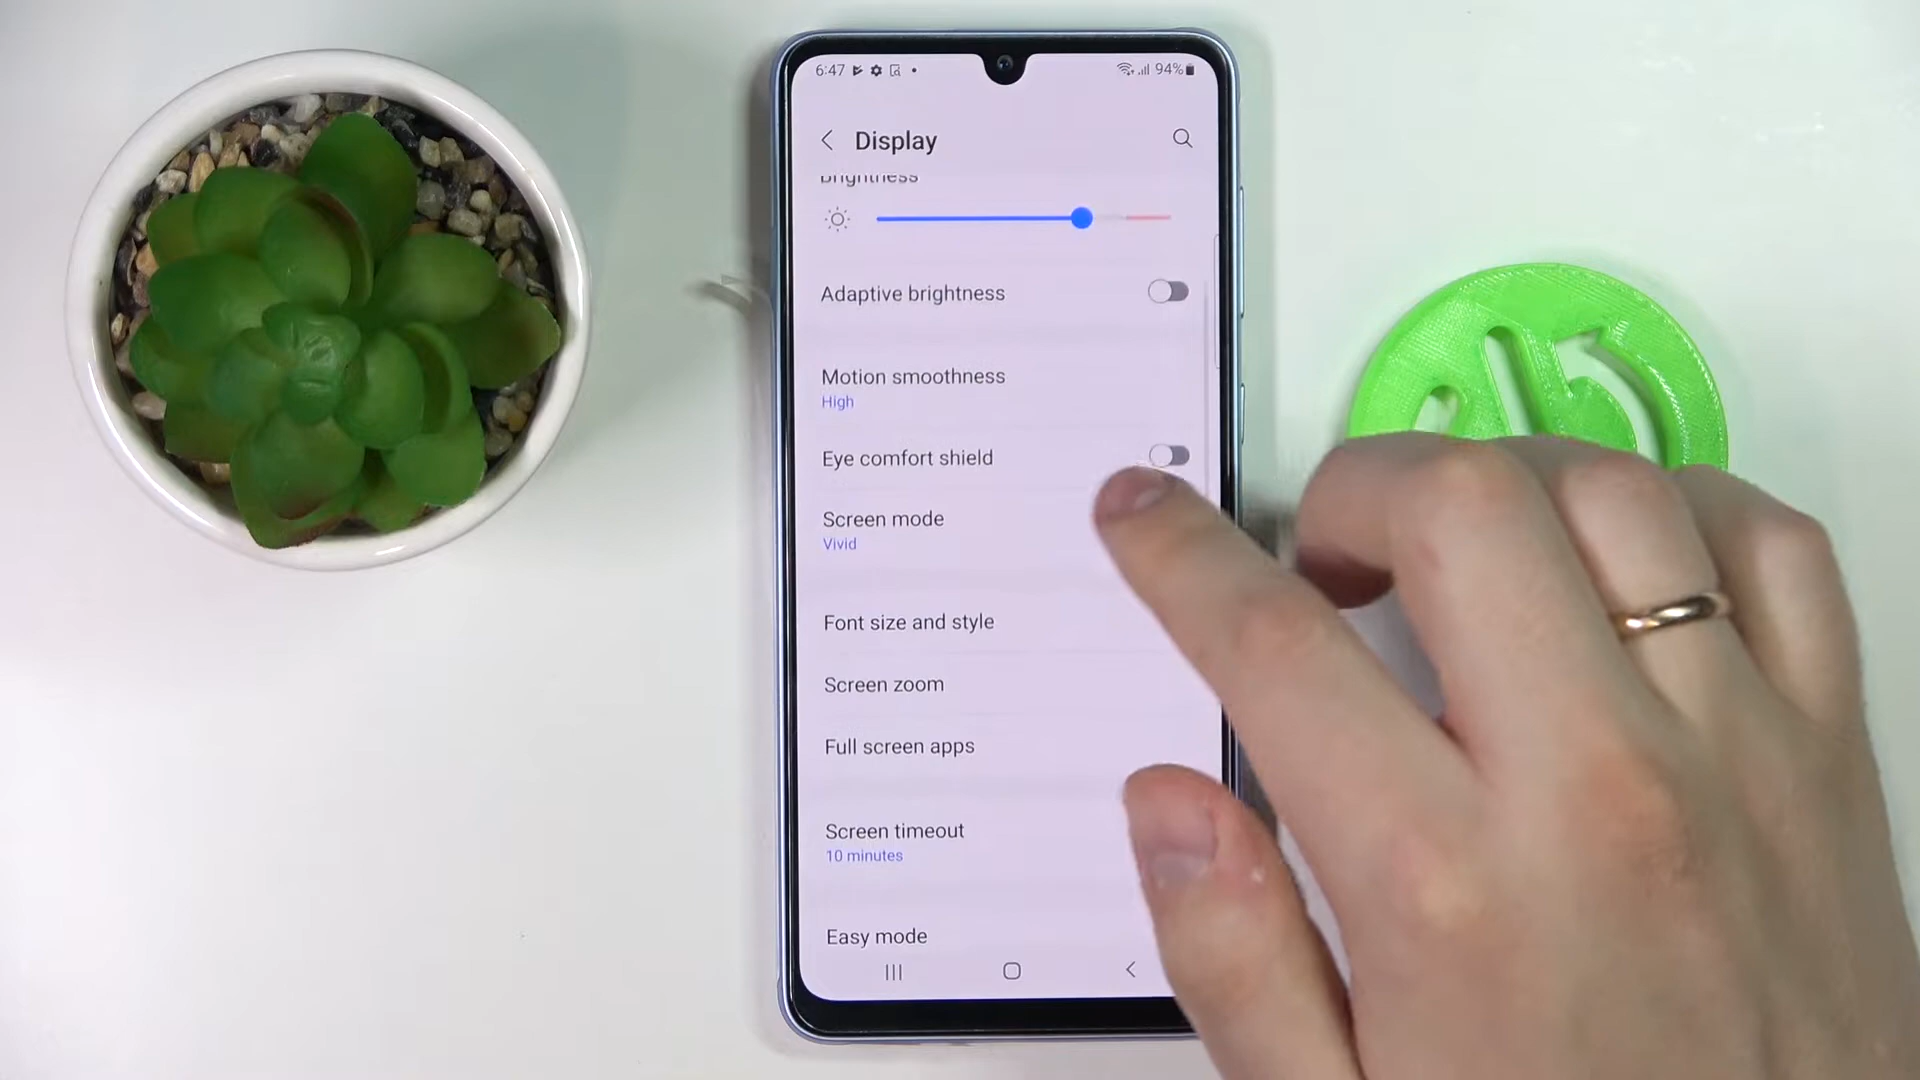 6:47
94%
Display
Brightness
Adaptive brightness
Motion smoothness
High
Eye comfort shield
Screen mode
Vivid
Font size and style
Screen zoom
Full screen apps
Screen timeout
10 minutes
Easy mode